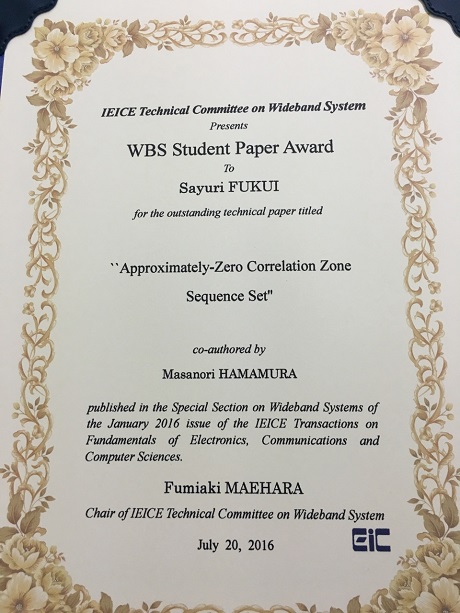 IEICE Technical Committee on Wideband System
Presents
WBS Student Paper Award
To
Sayuri FUKUI
for the outstanding technical paper titled
``Approximately-Zero Correlation Zone
Sequence Set"
co-authored by
Masanori HAMAMURA
published in the Special Section on Wideband Systems of
the January 2016 issue of the IEICE Transactions on
Fundamentals of Electronics, Communications and
Computer Sciences.
Fumiaki MAEHARA
Chair of IEICE Technical Committee on Wideband System
July 20, 2016
EiC